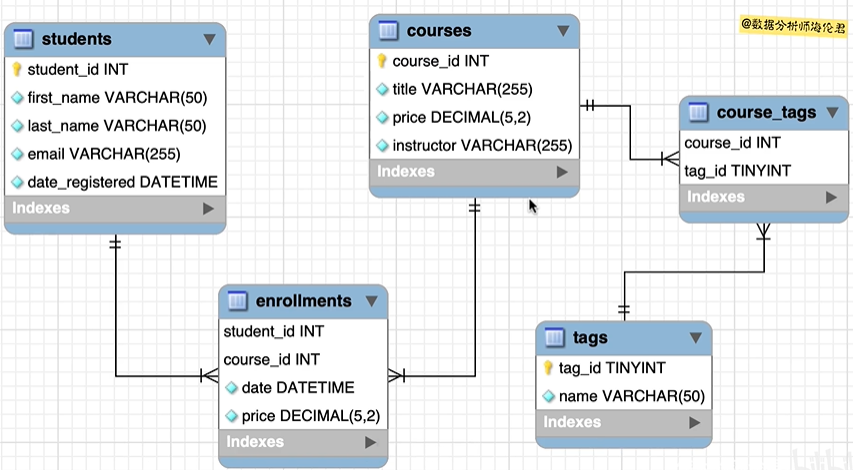 @数据分析师海伦君
students
student_id INT
first_name VARCHAR(50)
last_name VARCHAR(50)
email VARCHAR(255)
date_registered DATETIME
Indexes
courses
course_id INT
title VARCHAR(255)
price DECIMAL(5,2)
instructor VARCHAR(255)
Indexes
course_tags
course_id INT
tag_id TINYINT
Indexes
enrollments
student_id INT
course_id INT
date DATETIME
price DECIMAL(5,2)
Indexes
tags
tag_id TINYINT
name VARCHAR(50)
Indexes